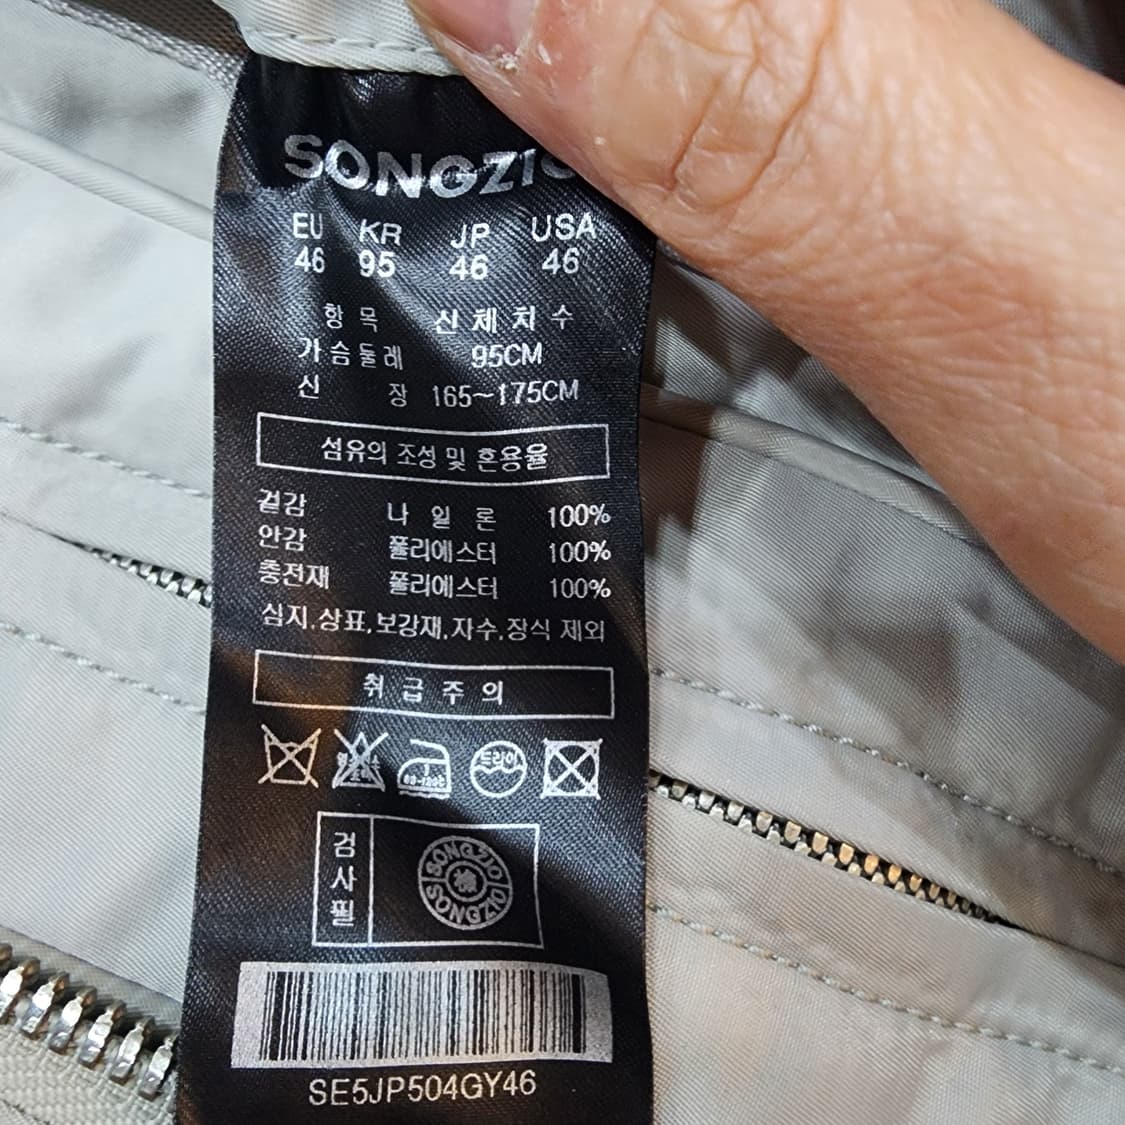 SONGZIO
EU KR JP USA
46 95 46 46
항목 신체치수
가슴둘레 95CM
신장 165~175CM
섬유의 조성 및 혼용율
겉감 나일론 100%
안감 폴리에스터 100%
충전재 폴리에스터 100%
심지,상표,보강재,자수,장식 제외
취급주의
드라이
검사필
SONGZIO
SONGZIO
SE5JP504GY46